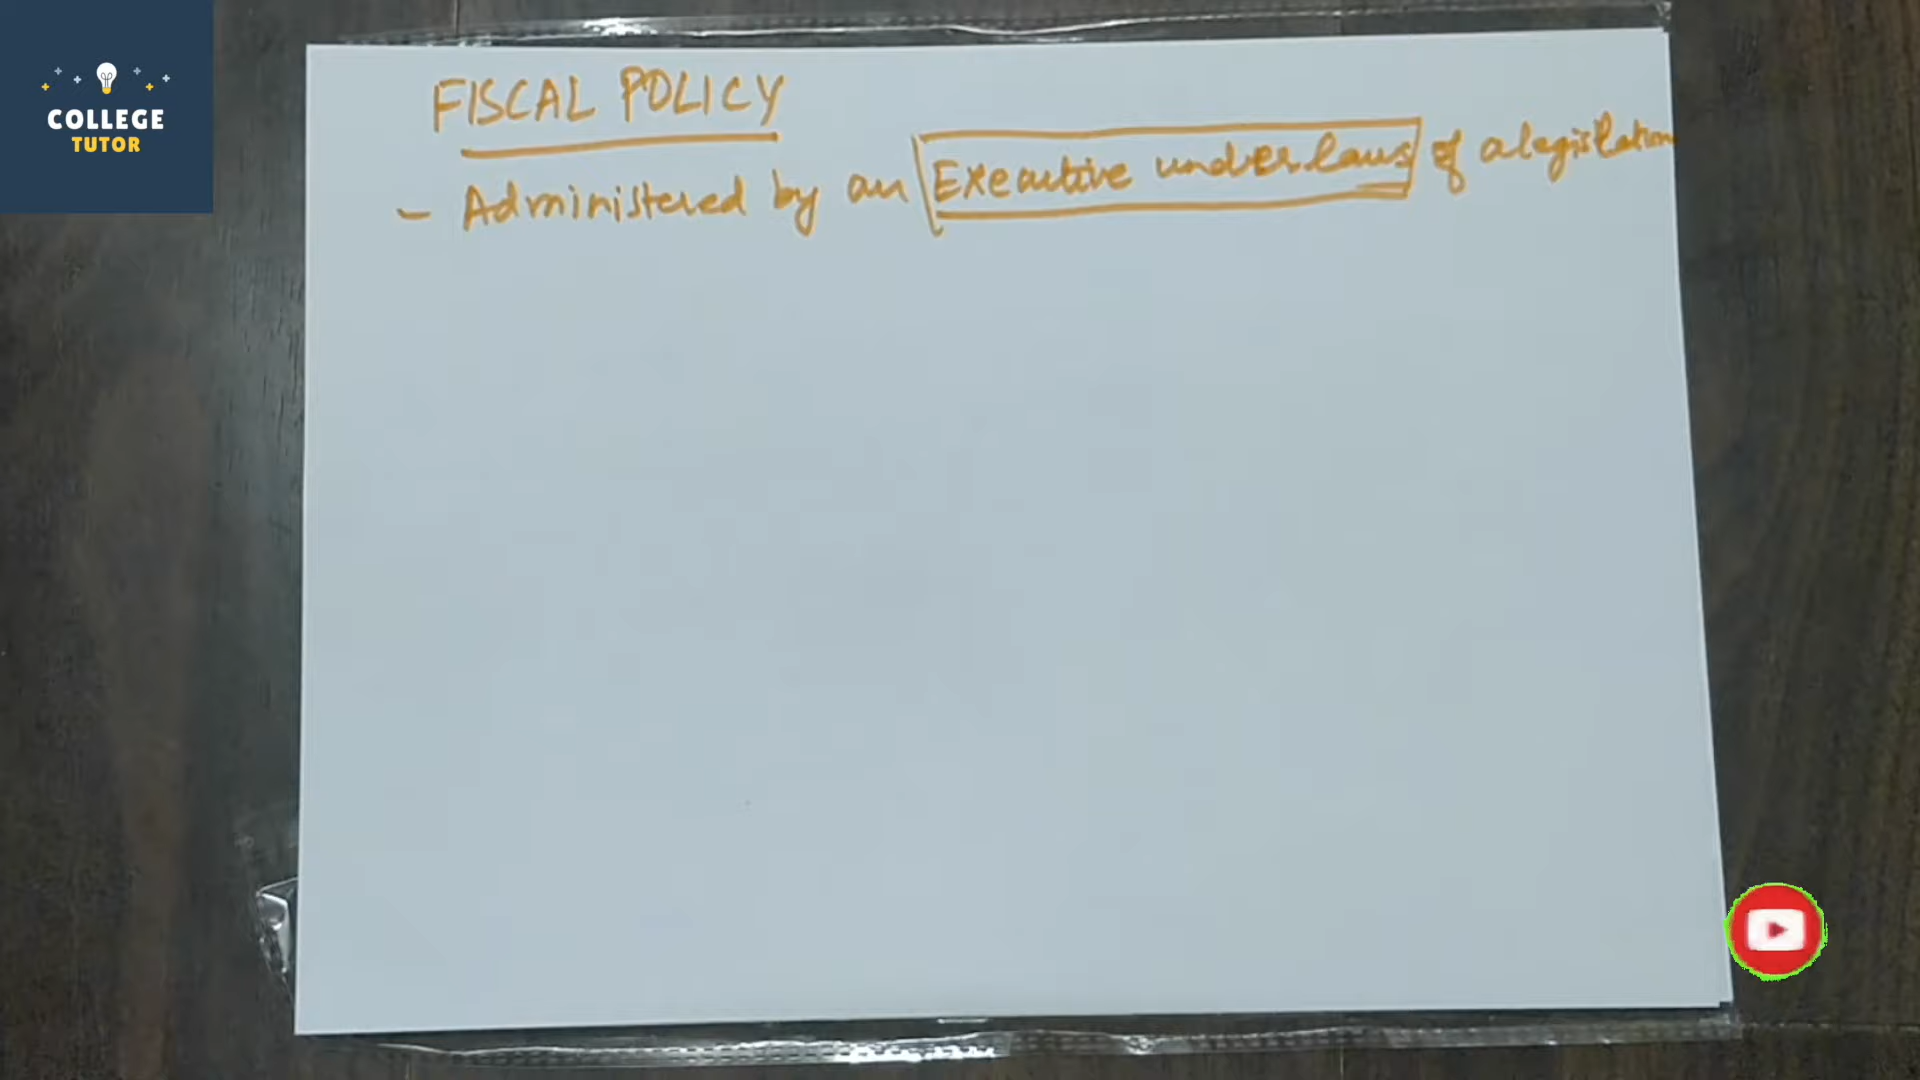 COLLEGE
TUTOR
FISCAL POLICY
- Administered by an Executive under laws of a legislation